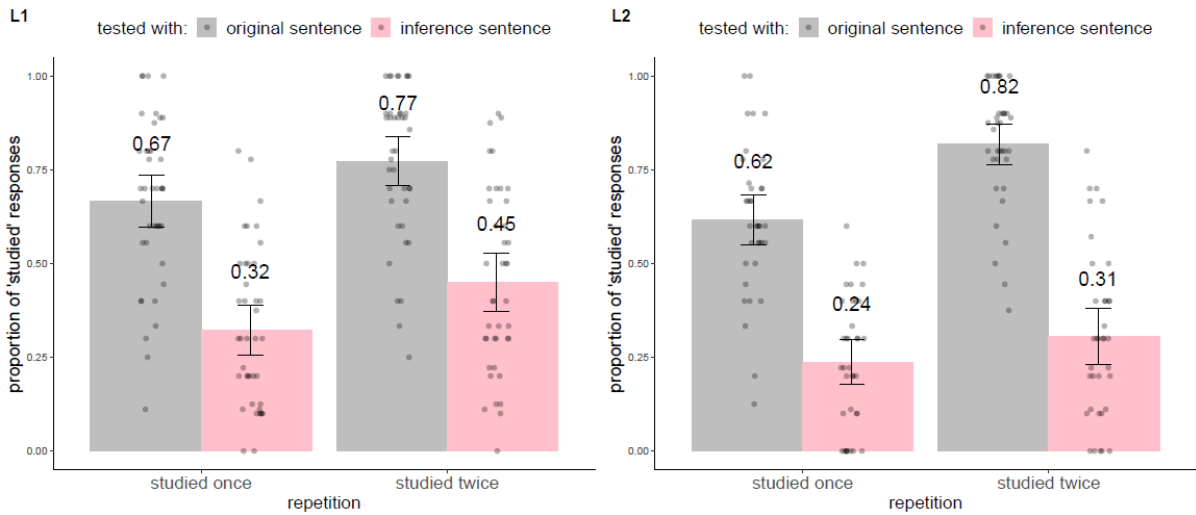 L1
tested with: original sentence inference sentence
proportion of 'studied' responses
1.00
0.75
0.50
0.25
0.00
0.67
0.32
0.77
0.45
studied once studied twice
repetition
L2
tested with: original sentence inference sentence
proportion of 'studied' responses
1.00
0.75
0.50
0.25
0.00
0.62
0.24
0.82
0.31
studied once studied twice
repetition